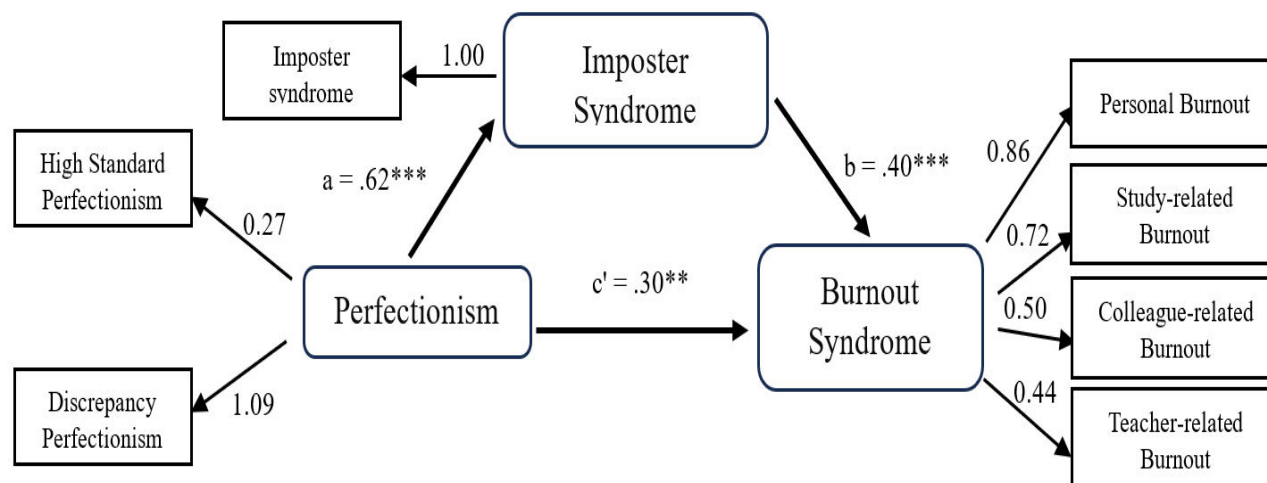 Imposter
syndrome
1.00
Imposter
Syndrome
Personal Burnout
0.86
High Standard
Perfectionism
a = .62***
b = .40***
Study-related
Burnout
0.27
0.72
Perfectionism
c' = .30**
Burnout
Syndrome
0.50
Colleague-related
Burnout
Discrepancy
Perfectionism
1.09
0.44
Teacher-related
Burnout